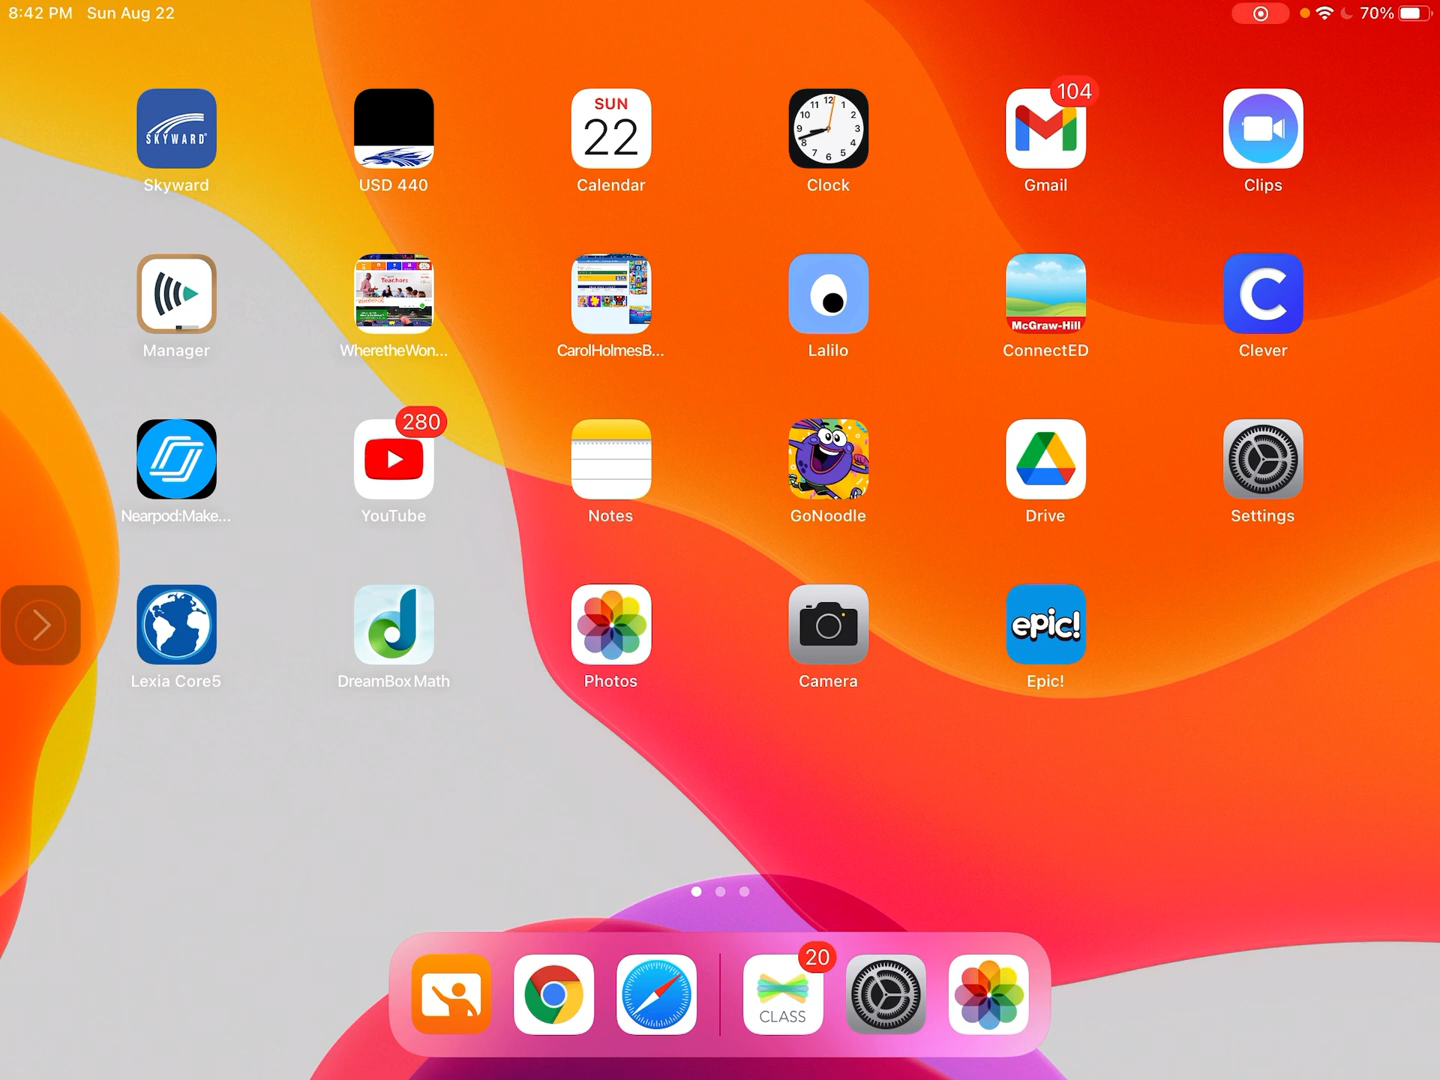 8:42 PM Sun Aug 22
70%
SKYWARD
SUN
22
104
Skyward
USD 440
Calendar
Clock
Gmail
Clips
Teachers
McGraw-Hill
Manager
WheretheWon...
CarolHolmesB...
Lalilo
ConnectED
Clever
280
Nearpod:Make...
YouTube
Notes
GoNoodle
Drive
Settings
epic!
Lexia Core5
DreamBox Math
Photos
Camera
Epic!
20
CLASS